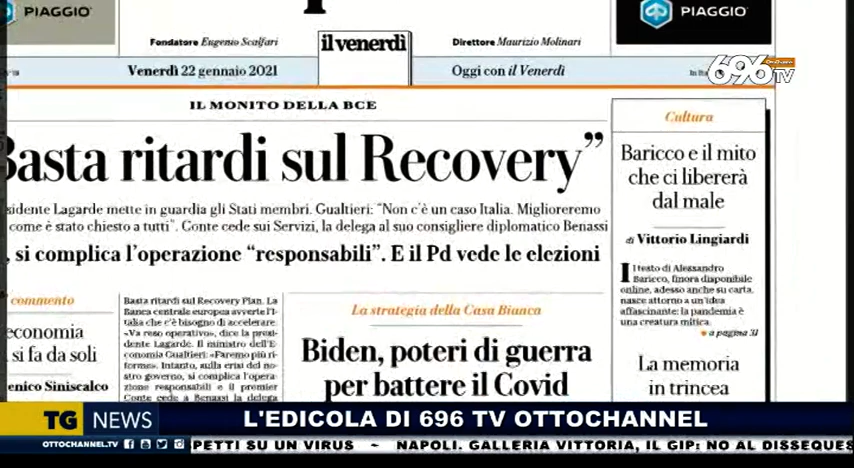 PIAGGIO
PIAGGIO
Fondatore Eugenio Scalfari
il venerdì
Direttore Maurizio Molinari
Venerdì 22 gennaio 2021
Oggi con il Venerdì
696 TV
IL MONITO DELLA BCE
Basta ritardi sul Recovery”
sidente Lagarde mette in guardia gli Stati membri. Gualtieri: “Non c’è un caso Italia. Miglioreremo
come è stato chiesto a tutti”. Conte cede sui Servizi, la delega al suo consigliere diplomatico Benassi
, si complica l’operazione “responsabili”. E il Pd vede le elezioni
Cultura
Baricco e il mito
che ci libererà
dal male
di Vittorio Lingiardi
Il testo di Alessandro
Baricco, finora disponibile
online, adesso anche su carta,
nasce attorno a un’idea
affascinante: la pandemia è
una creatura mitica.
a pagina 31
La memoria
in trincea
commento
economia
si fa da soli
enico Siniscalco
Basta ritardi sul Recovery Plan. La
Banca centrale europea avverte l’I-
talia che c’è bisogno di accelerare.
«Va reso operativo», dice la presi-
dente Lagarde. Il ministro dell’E-
conomia Gualtieri: «Faremo più ri-
forme». Intanto, sulla crisi del no-
stro governo, si complica l’opera-
zione responsabili e il premier
Conte cede a Benassi la delega
La strategia della Casa Bianca
Biden, poteri di guerra
per battere il Covid
TG NEWS
L'EDICOLA DI 696 TV OTTOCHANNEL
OTTOCHANNEL.TV
PETTI SU UN VIRUS ~ NAPOLI. GALLERIA VITTORIA, IL GIP: NO AL DISSEQUES